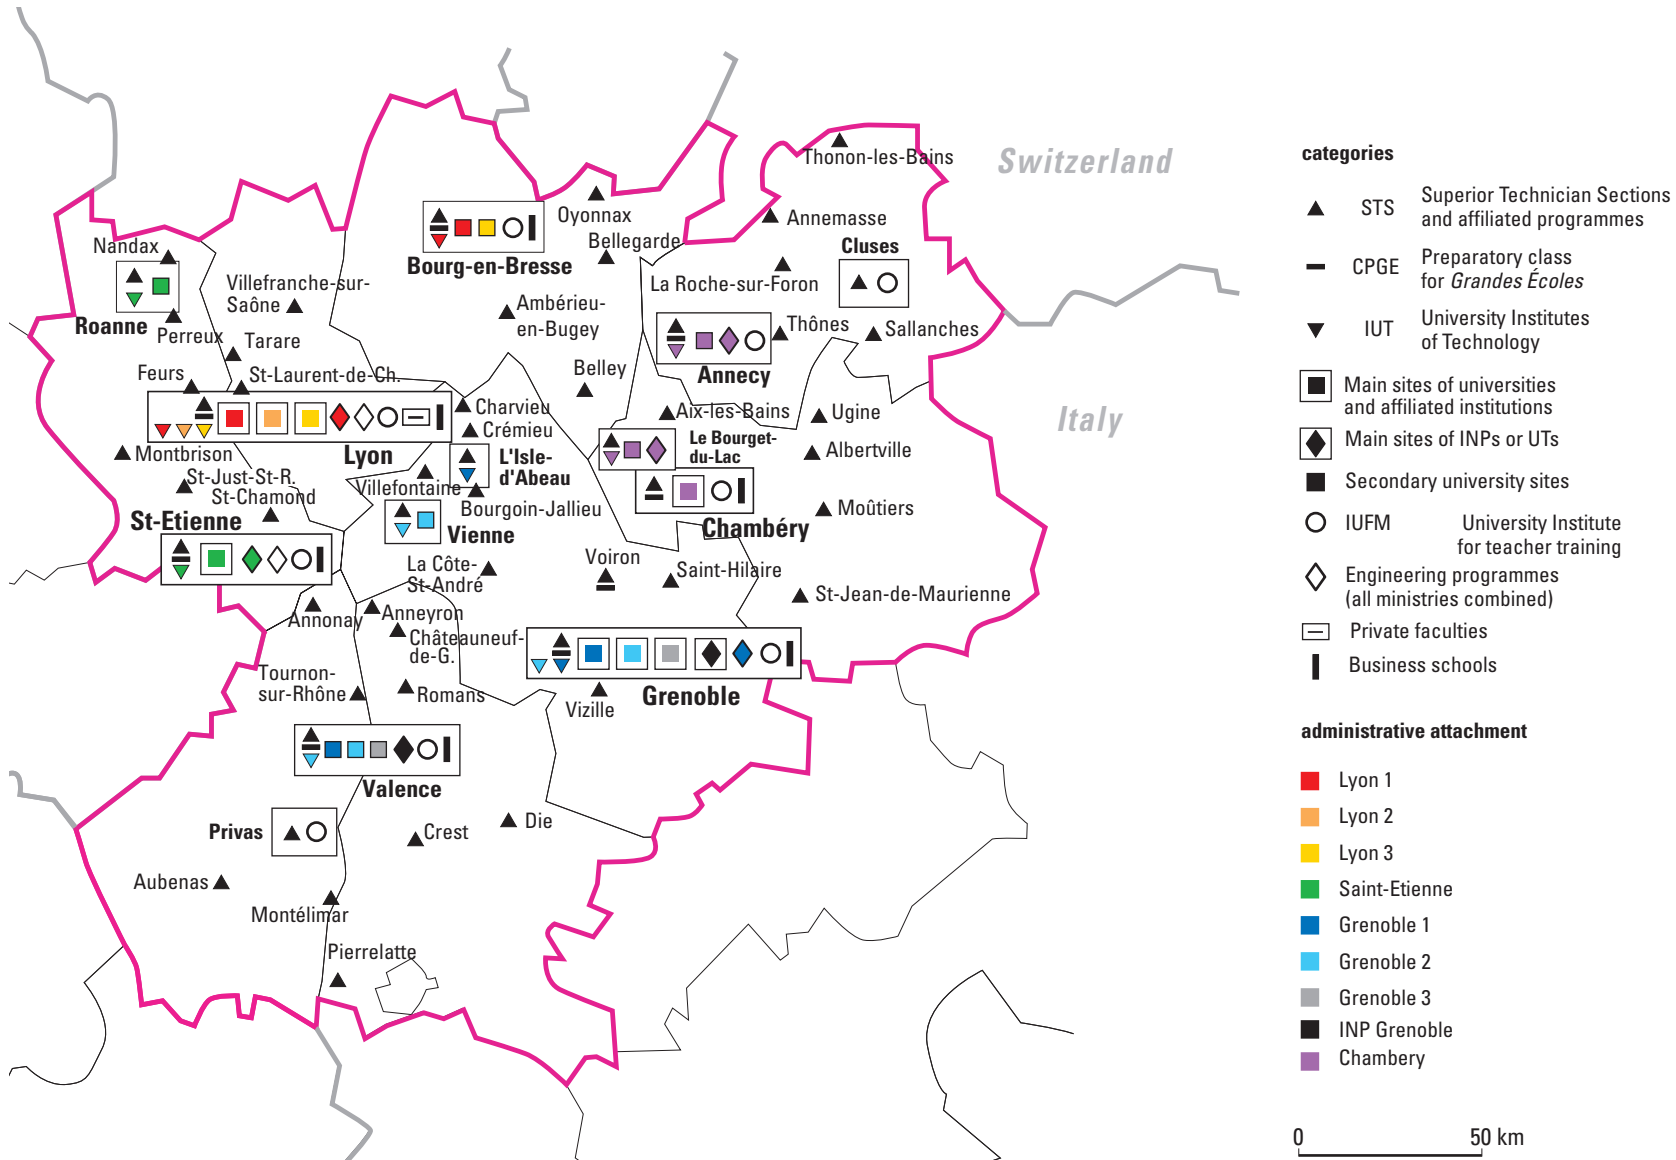 Switzerland
Italy
Thonon-les-Bains
Annemasse
Cluses
Oyonnax
Bellegarde
La Roche-sur-Foron
Bourg-en-Bresse
Nandax
Villefranche-sur-
Saône
Ambérieu-
en-Bugey
Thônes
Sallanches
Roanne
Perreux
Tarare
Annecy
Feurs
St-Laurent-de-Ch.
Belley
Charvieu
Crémieu
Aix-les-Bains
Ugine
Albertville
Le Bourget-
du-Lac
Montbrison
Lyon
L'Isle-
d'Abeau
St-Just-St-R.
St-Chamond
Villefontaine
Bourgoin-Jallieu
Moûtiers
Chambéry
St-Etienne
Vienne
La Côte-
St-André
Voiron
Saint-Hilaire
St-Jean-de-Maurienne
Annonay
Anneyron
Châteauneuf-
de-G.
Tournon-
sur-Rhône
Romans
Vizille
Grenoble
Valence
Privas
Crest
Die
Aubenas
Montélimar
Pierrelatte
categories
STS Superior Technician Sections
and affiliated programmes
CPGE Preparatory class
for Grandes Écoles
IUT University Institutes
of Technology
Main sites of universities
and affiliated institutions
Main sites of INPs or UTs
Secondary university sites
IUFM University Institute
for teacher training
Engineering programmes
(all ministries combined)
Private faculties
Business schools
administrative attachment
Lyon 1
Lyon 2
Lyon 3
Saint-Etienne
Grenoble 1
Grenoble 2
Grenoble 3
INP Grenoble
Chambery
0 50 km